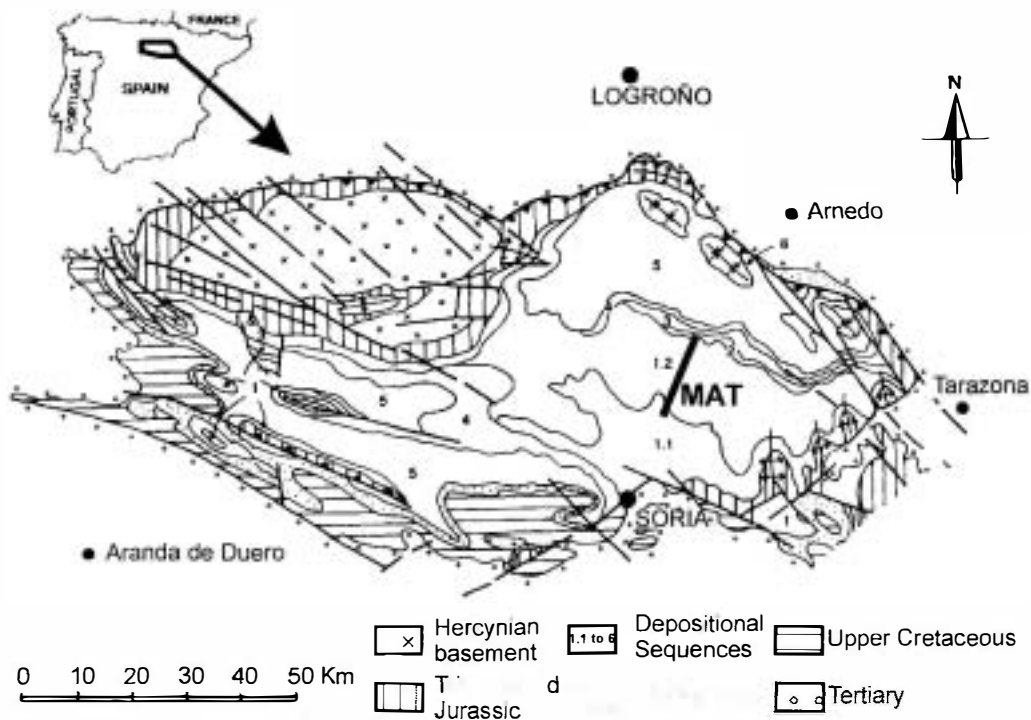 FRANCE
SPAIN
PORTUGAL
LOGROÑO
N
Arnedo
6
5
1.2
MAT
Tarazona
1
5
4
1.1
5
SORIA
1
Aranda de Duero
Hercynian
basement
1.1 to 6
Depositional
Sequences
Upper Cretaceous
0 10 20 30 40 50 Km
Jurassic
Tertiary